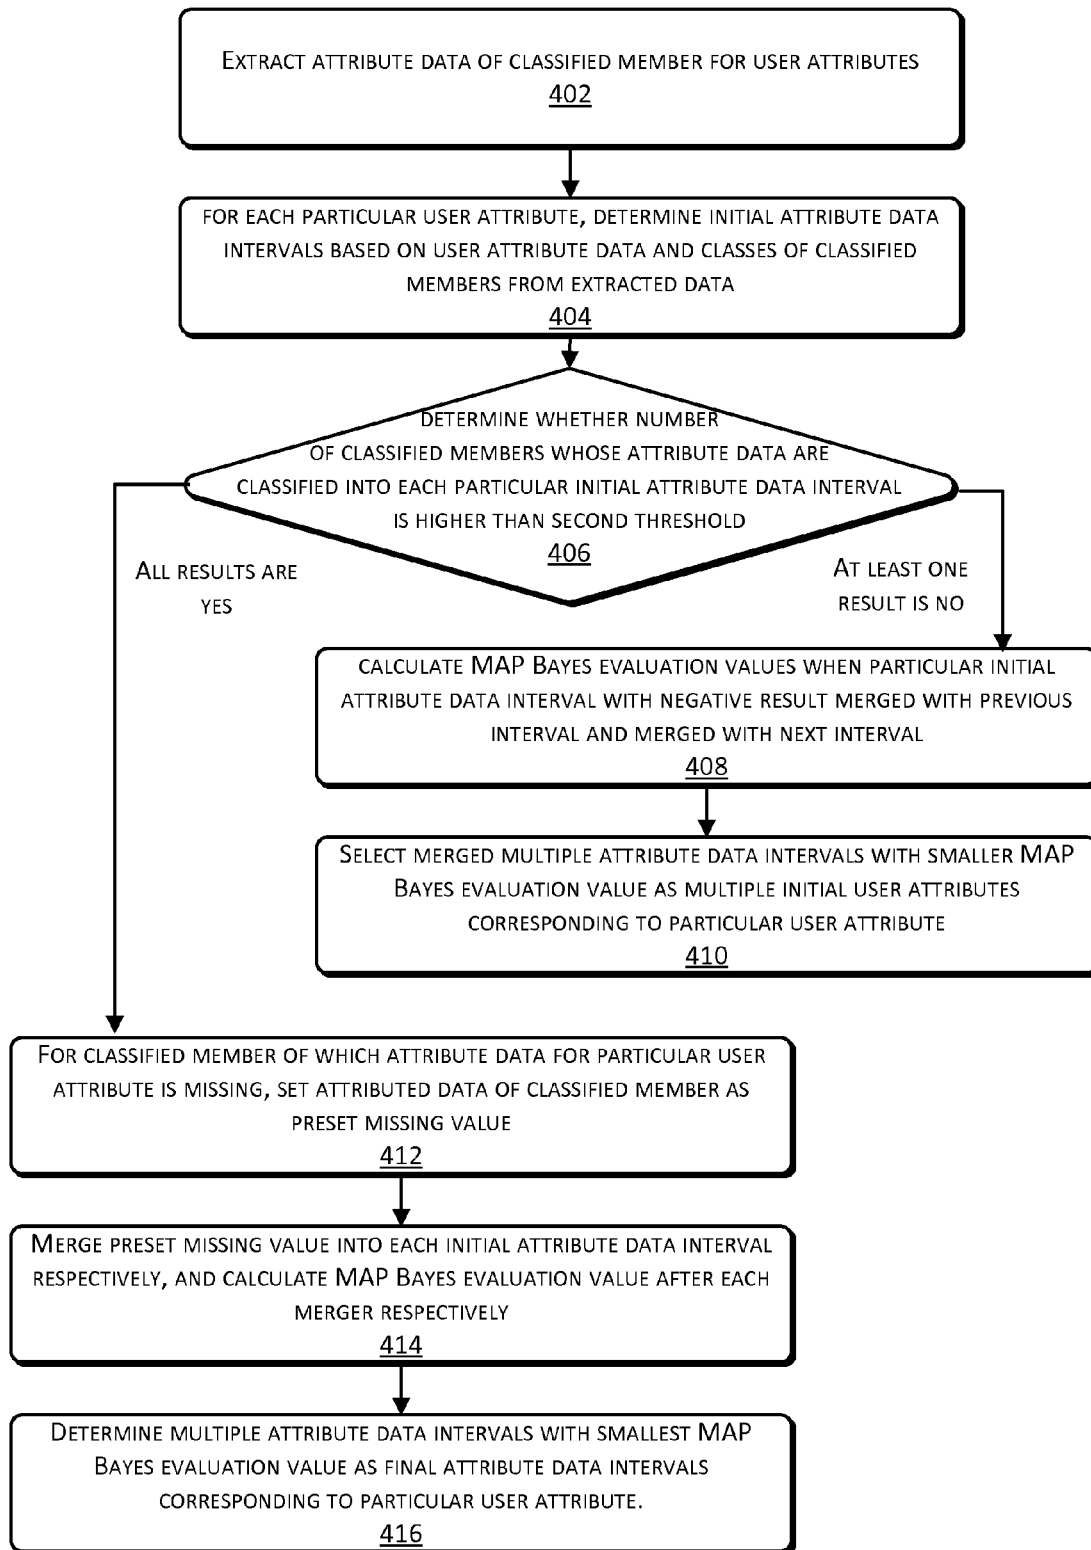 EXTRACT ATTRIBUTE DATA OF CLASSIFIED MEMBER FOR USER ATTRIBUTES
402
FOR EACH PARTICULAR USER ATTRIBUTE, DETERMINE INITIAL ATTRIBUTE DATA
INTERVALS BASED ON USER ATTRIBUTE DATA AND CLASSES OF CLASSIFIED
MEMBERS FROM EXTRACTED DATA
404
DETERMINE WHETHER NUMBER
OF CLASSIFIED MEMBERS WHOSE ATTRIBUTE DATA ARE
CLASSIFIED INTO EACH PARTICULAR INITIAL ATTRIBUTE DATA INTERVAL
IS HIGHER THAN SECOND THRESHOLD
406
ALL RESULTS ARE
YES
AT LEAST ONE
RESULT IS NO
CALCULATE MAP BAYES EVALUATION VALUES WHEN PARTICULAR INITIAL
ATTRIBUTE DATA INTERVAL WITH NEGATIVE RESULT MERGED WITH PREVIOUS
INTERVAL AND MERGED WITH NEXT INTERVAL
408
SELECT MERGED MULTIPLE ATTRIBUTE DATA INTERVALS WITH SMALLER MAP
BAYES EVALUATION VALUE AS MULTIPLE INITIAL USER ATTRIBUTES
CORRESPONDING TO PARTICULAR USER ATTRIBUTE
410
FOR CLASSIFIED MEMBER OF WHICH ATTRIBUTE DATA FOR PARTICULAR USER
ATTRIBUTE IS MISSING, SET ATTRIBUTED DATA OF CLASSIFIED MEMBER AS
PRESET MISSING VALUE
412
MERGE PRESET MISSING VALUE INTO EACH INITIAL ATTRIBUTE DATA INTERVAL
RESPECTIVELY, AND CALCULATE MAP BAYES EVALUATION VALUE AFTER EACH
MERGER RESPECTIVELY
414
DETERMINE MULTIPLE ATTRIBUTE DATA INTERVALS WITH SMALLEST MAP
BAYES EVALUATION VALUE AS FINAL ATTRIBUTE DATA INTERVALS
CORRESPONDING TO PARTICULAR USER ATTRIBUTE.
416